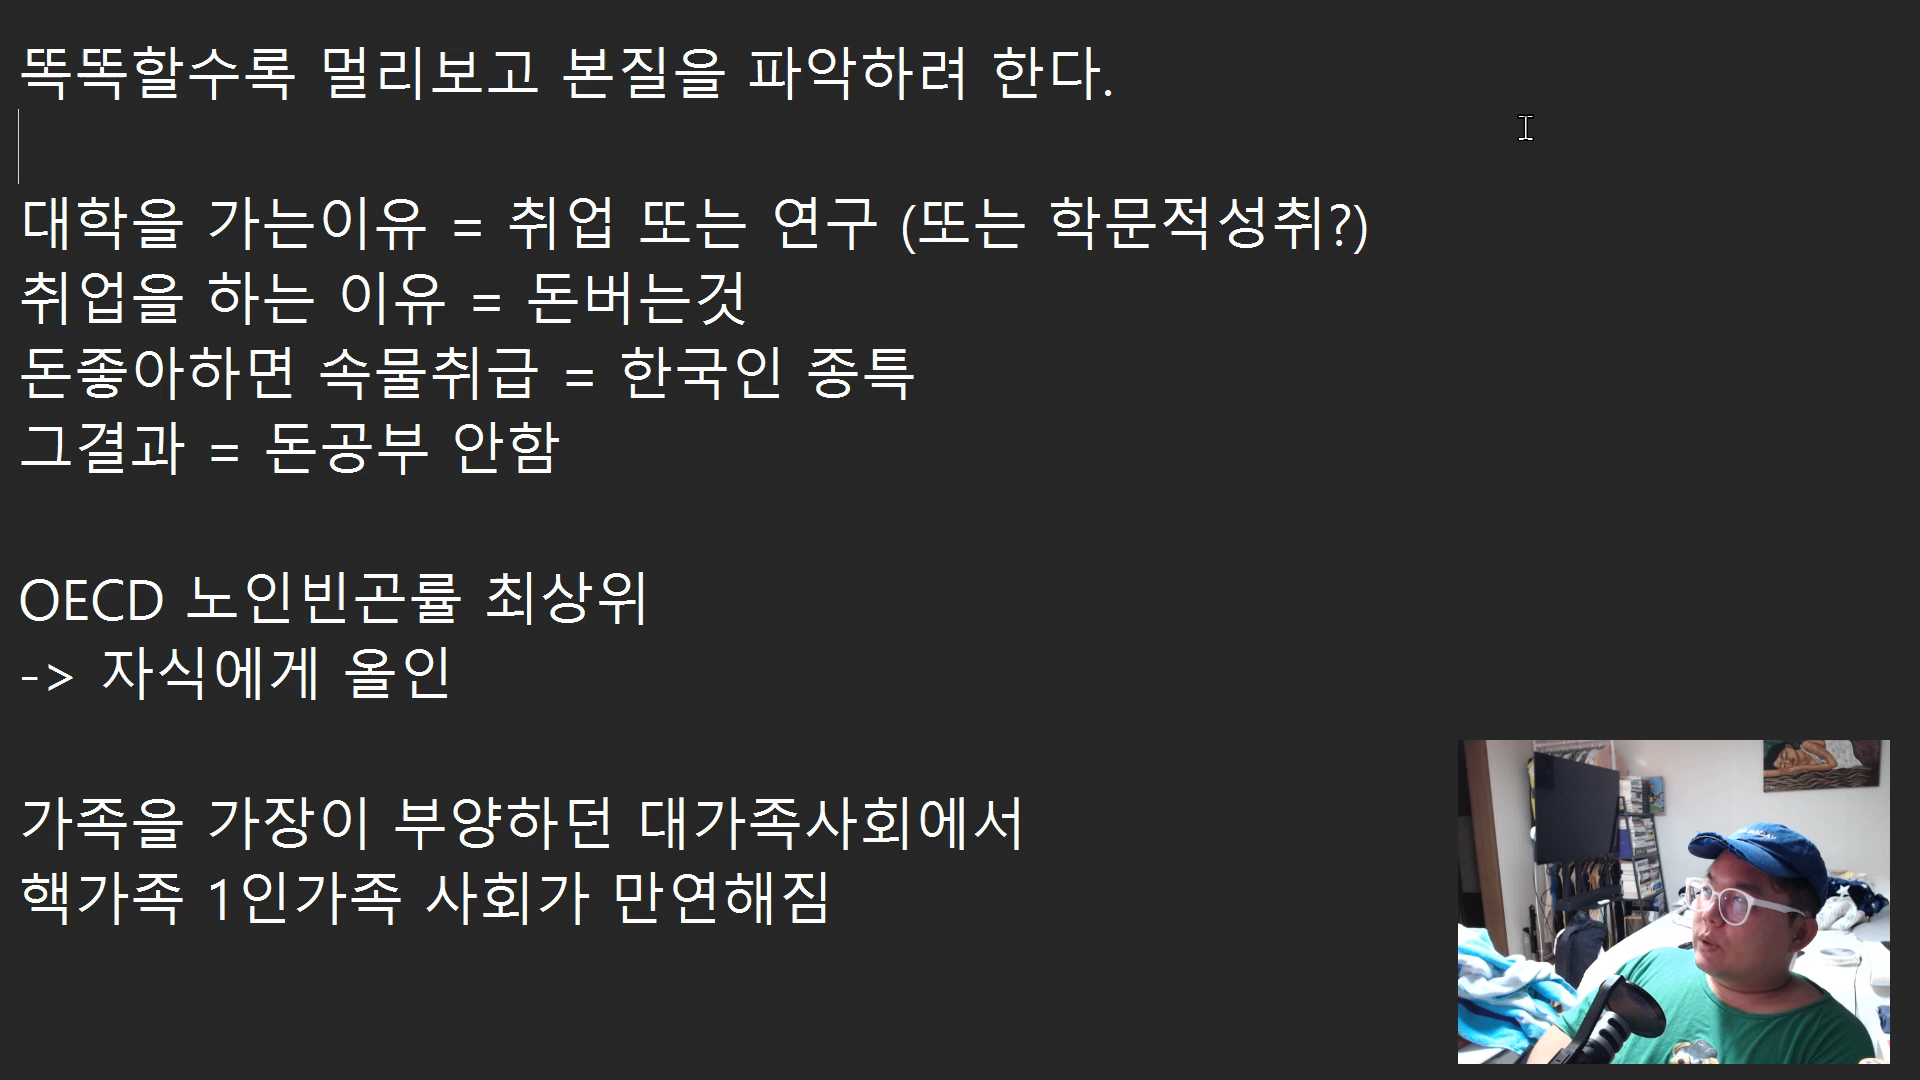 똑똑할수록 멀리보고 본질을 파악하려 한다.
대학을 가는이유 = 취업 또는 연구 (또는 학문적성취?)
취업을 하는 이유 = 돈버는것
돈좋아하면 속물취급 = 한국인 종특
그결과 = 돈공부 안함
OECD 노인빈곤률 최상위
-> 자식에게 올인
가족을 가장이 부양하던 대가족사회에서
핵가족 1인가족 사회가 만연해짐